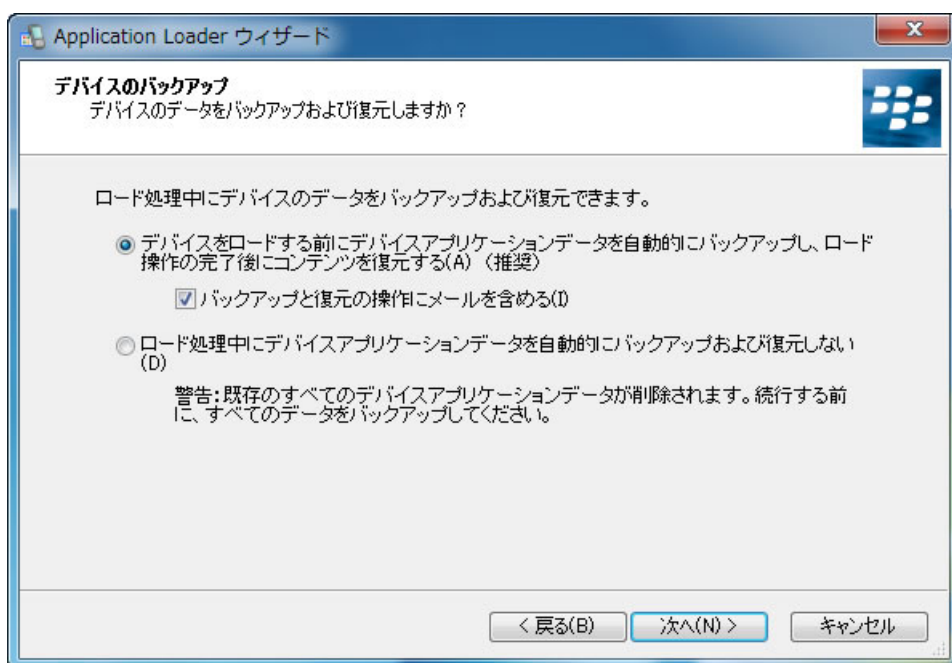 Application Loader ウィザード
デバイスのバックアップ
デバイスのデータをバックアップおよび復元しますか？
ロード処理中にデバイスのデータをバックアップおよび復元できます。
デバイスをロードする前にデバイスアプリケーションデータを自動的にバックアップし、ロード
操作の完了後にコンテンツを復元する(A) (推奨)
バックアップと復元の操作にメールを含める(I)
ロード処理中にデバイスアプリケーションデータを自動的にバックアップおよび復元しない
(D)
警告:既存のすべてのデバイスアプリケーションデータが削除されます。続行する前
に、すべてのデータをバックアップしてください。
< 戻る(B) 次へ(N) > キャンセル